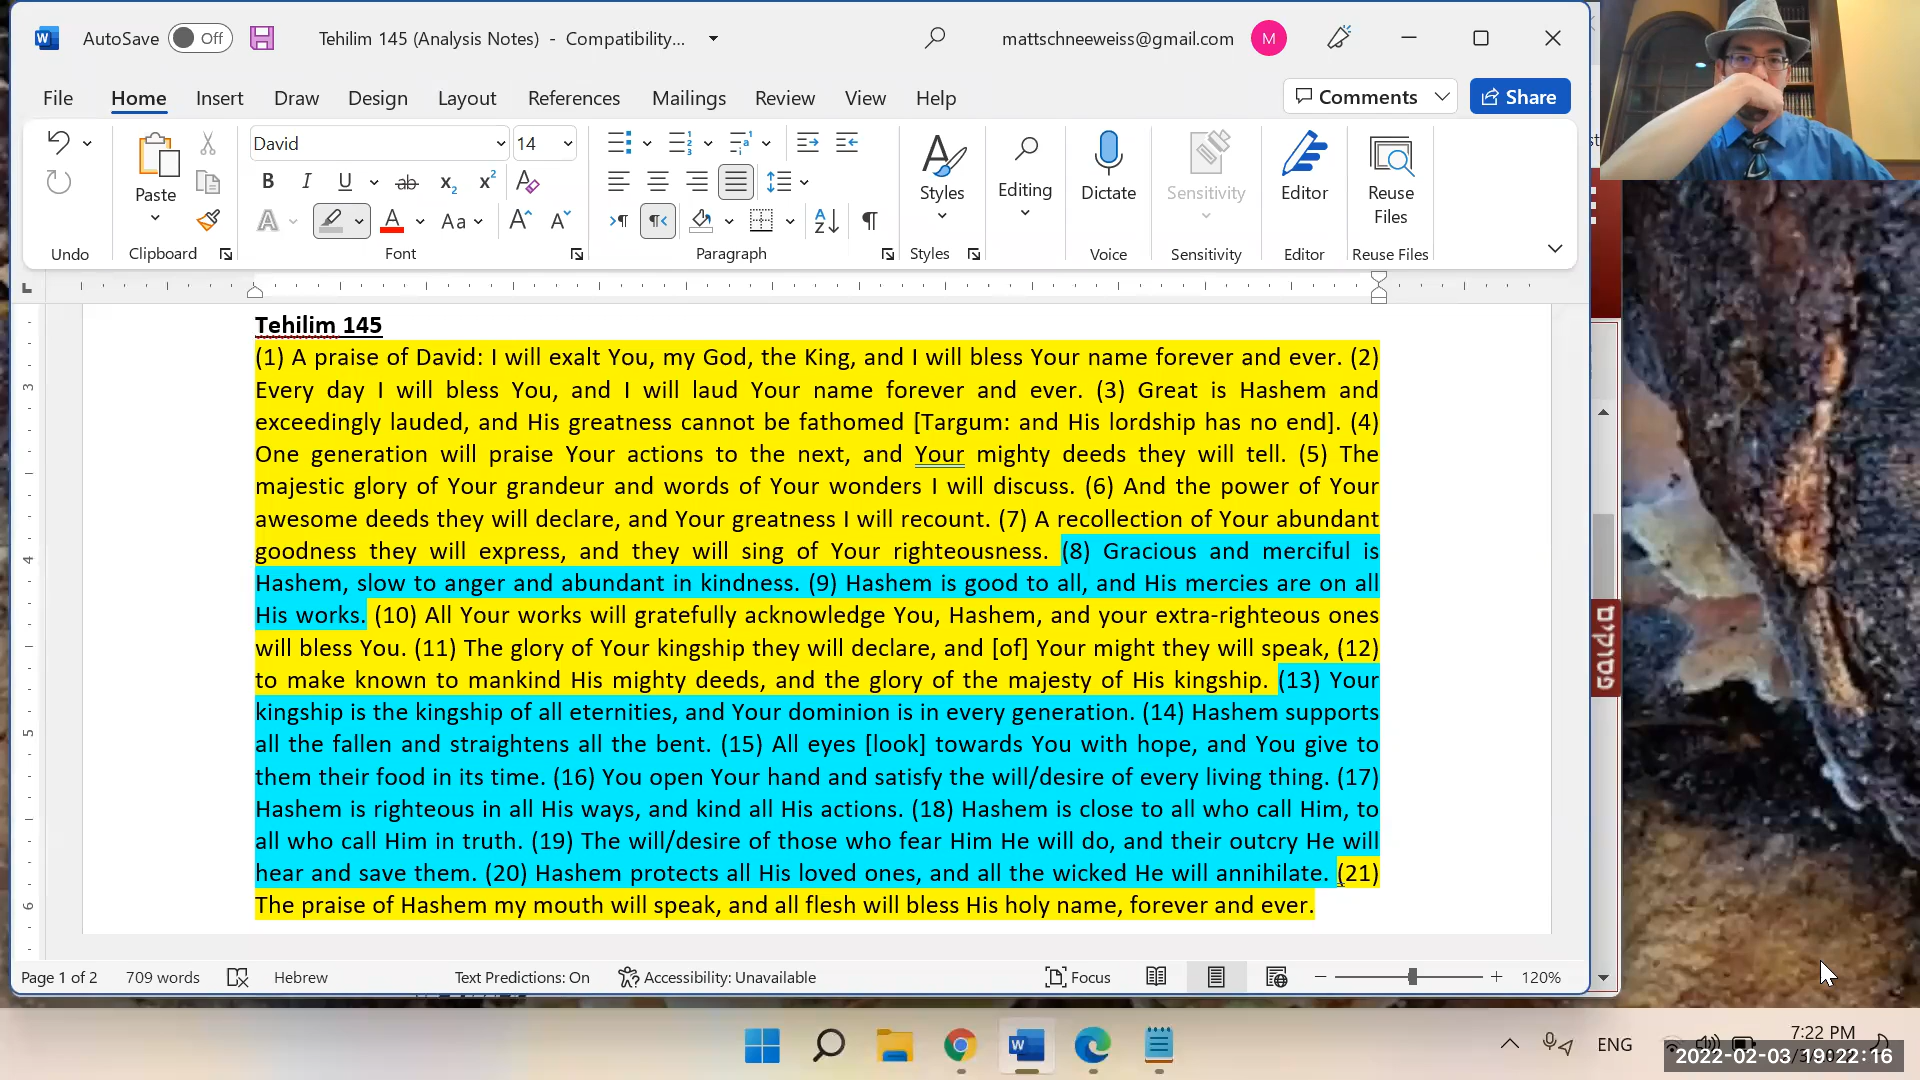 AutoSave Off Tehilim 145 (Analysis Notes) - Compatibility... mattschneeweiss@gmail.com M
File Home Insert Draw Design Layout References Mailings Review View Help Comments Share
David 14
Paste Styles Editing Dictate Sensitivity Editor Reuse Files
Undo Clipboard Font Paragraph Styles Voice Sensitivity Editor Reuse Files
Tehilim 145
(1) A praise of David: I will exalt You, my God, the King, and I will bless Your name forever and ever. (2)
Every day I will bless You, and I will laud Your name forever and ever. (3) Great is Hashem and
exceedingly lauded, and His greatness cannot be fathomed [Targum: and His lordship has no end]. (4)
One generation will praise Your actions to the next, and Your mighty deeds they will tell. (5) The
majestic glory of Your grandeur and words of Your wonders I will discuss. (6) And the power of Your
awesome deeds they will declare, and Your greatness I will recount. (7) A recollection of Your abundant
goodness they will express, and they will sing of Your righteousness. (8) Gracious and merciful is
Hashem, slow to anger and abundant in kindness. (9) Hashem is good to all, and His mercies are on all
His works. (10) All Your works will gratefully acknowledge You, Hashem, and your extra-righteous ones
will bless You. (11) The glory of Your kingship they will declare, and [of] Your might they will speak, (12)
to make known to mankind His mighty deeds, and the glory of the majesty of His kingship. (13) Your
kingship is the kingship of all eternities, and Your dominion is in every generation. (14) Hashem supports
all the fallen and straightens all the bent. (15) All eyes [look] towards You with hope, and You give to
them their food in its time. (16) You open Your hand and satisfy the will/desire of every living thing. (17)
Hashem is righteous in all His ways, and kind all His actions. (18) Hashem is close to all who call Him, to
all who call Him in truth. (19) The will/desire of those who fear Him He will do, and their outcry He will
hear and save them. (20) Hashem protects all His loved ones, and all the wicked He will annihilate. (21)
The praise of Hashem my mouth will speak, and all flesh will bless His holy name, forever and ever.
3
4
5
6
פסוקים
Page 1 of 2 709 words Hebrew Text Predictions: On Accessibility: Unavailable Focus 120%
ENG 7:22 PM
2022-02-03 19:22:16